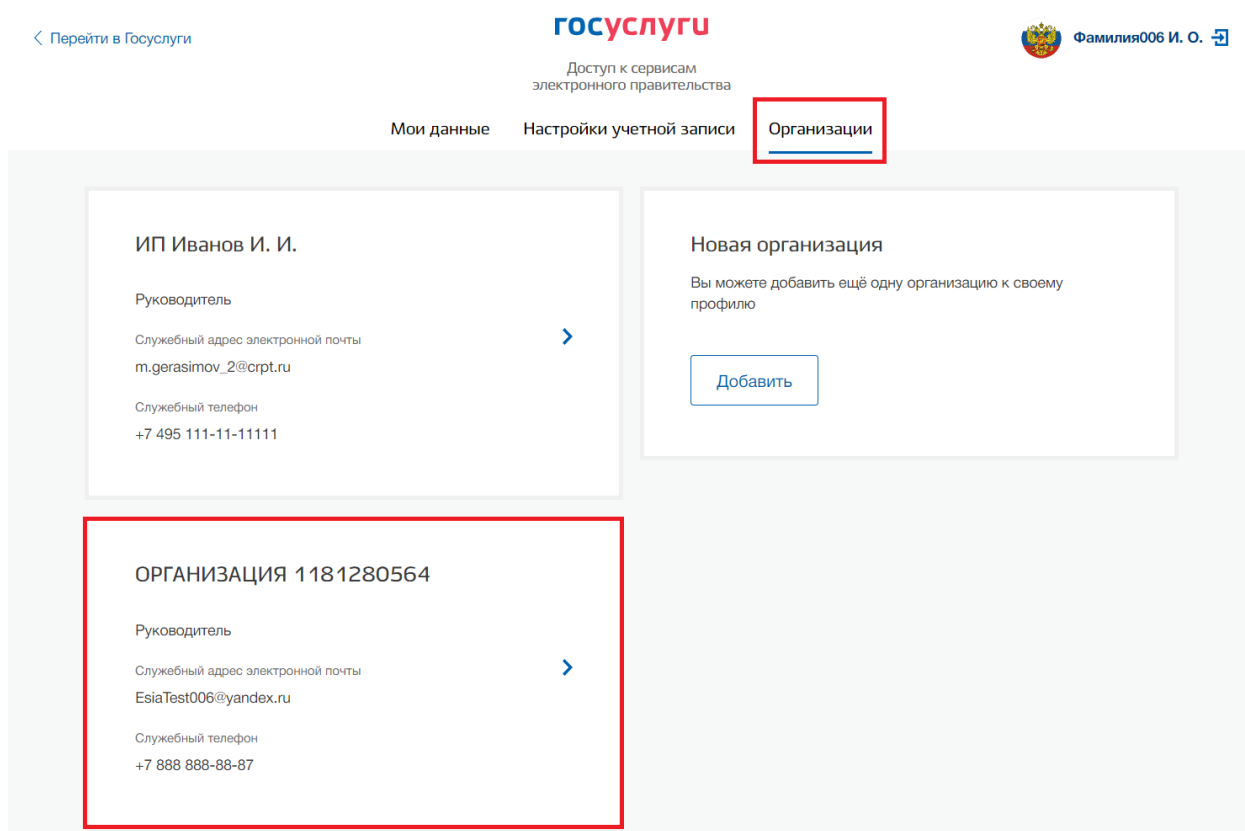 Перейти в Госуслуги
госуслуги
Фамилия006 И. О.
Доступ к сервисам
электронного правительства
Мои данные
Настройки учетной записи
Организации
ИП Иванов И. И.
Руководитель
Служебный адрес электронной почты
m.gerasimov_2@crpt.ru
Служебный телефон
+7 495 111-11-11111
Новая организация
Вы можете добавить ещё одну организацию к своему
профилю
Добавить
ОРГАНИЗАЦИЯ 1181280564
Руководитель
Служебный адрес электронной почты
EsiaTest006@yandex.ru
Служебный телефон
+7 888 888-88-87